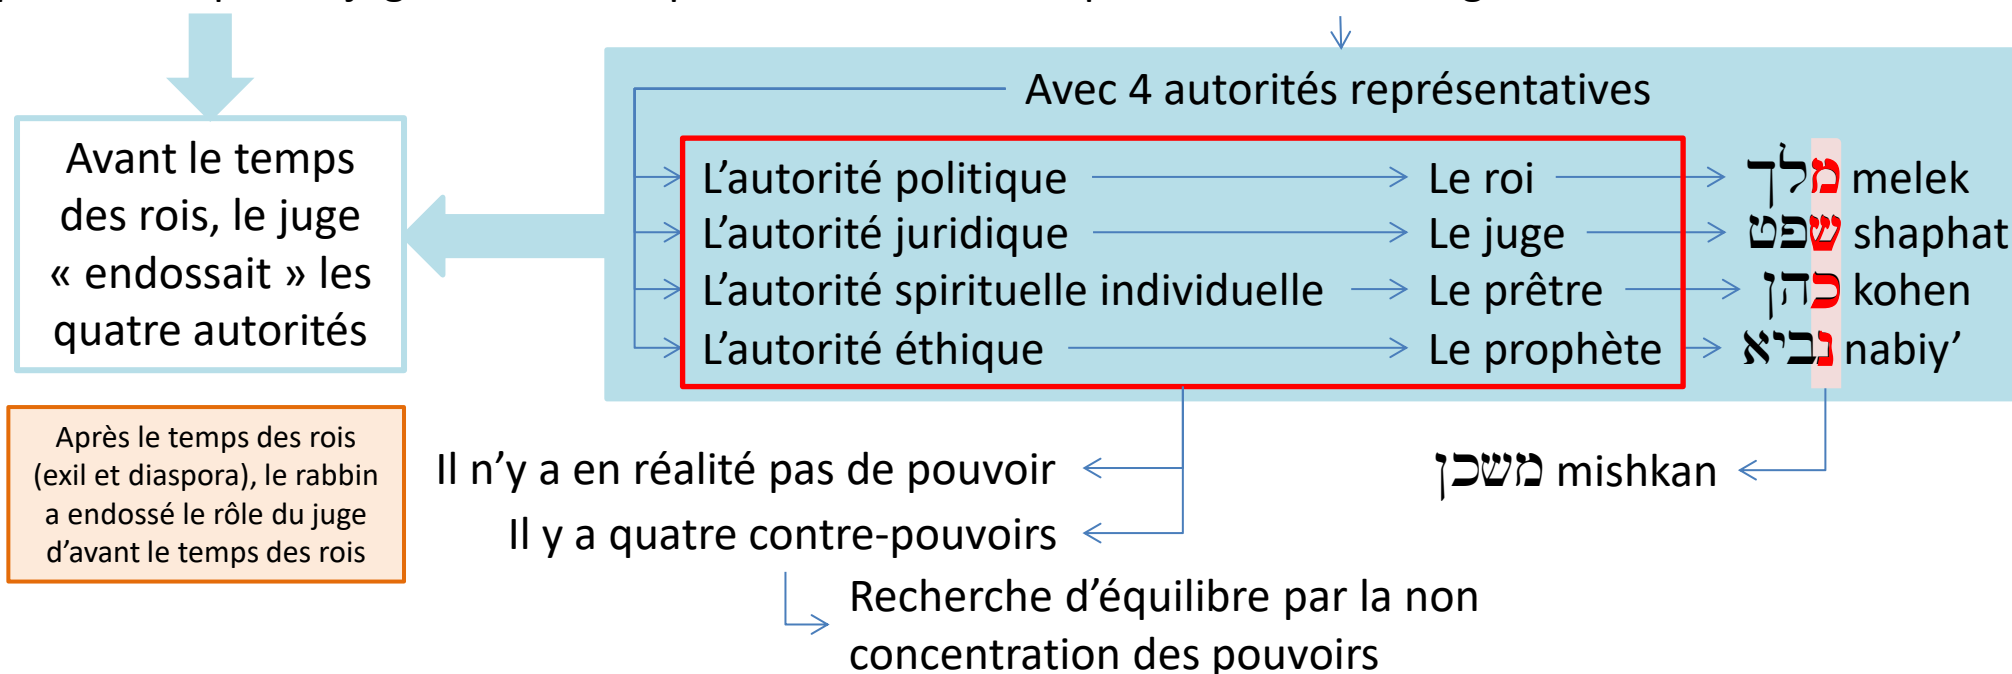 Avec 4 autorités représentatives
L’autorité politique Le roi מלך melek
L’autorité juridique Le juge שפט shaphat
L’autorité spirituelle individuelle Le prêtre כהן kohen
L’autorité éthique Le prophète נביא nabiy’
Avant le temps
des rois, le juge
« endossait » les
quatre autorités
Après le temps des rois
(exil et diaspora), le rabbin
a endossé le rôle du juge
d’avant le temps des rois
Il n’y a en réalité pas de pouvoir
Il y a quatre contre-pouvoirs
Recherche d’équilibre par la non
concentration des pouvoirs
משכן mishkan